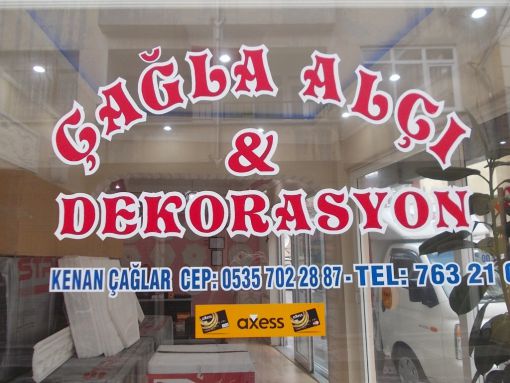 ÇAĞLA ALÇI
&
DEKORASYON
KENAN ÇAĞLAR CEP: 0535 702 28 87 - TEL: 763 21
axess